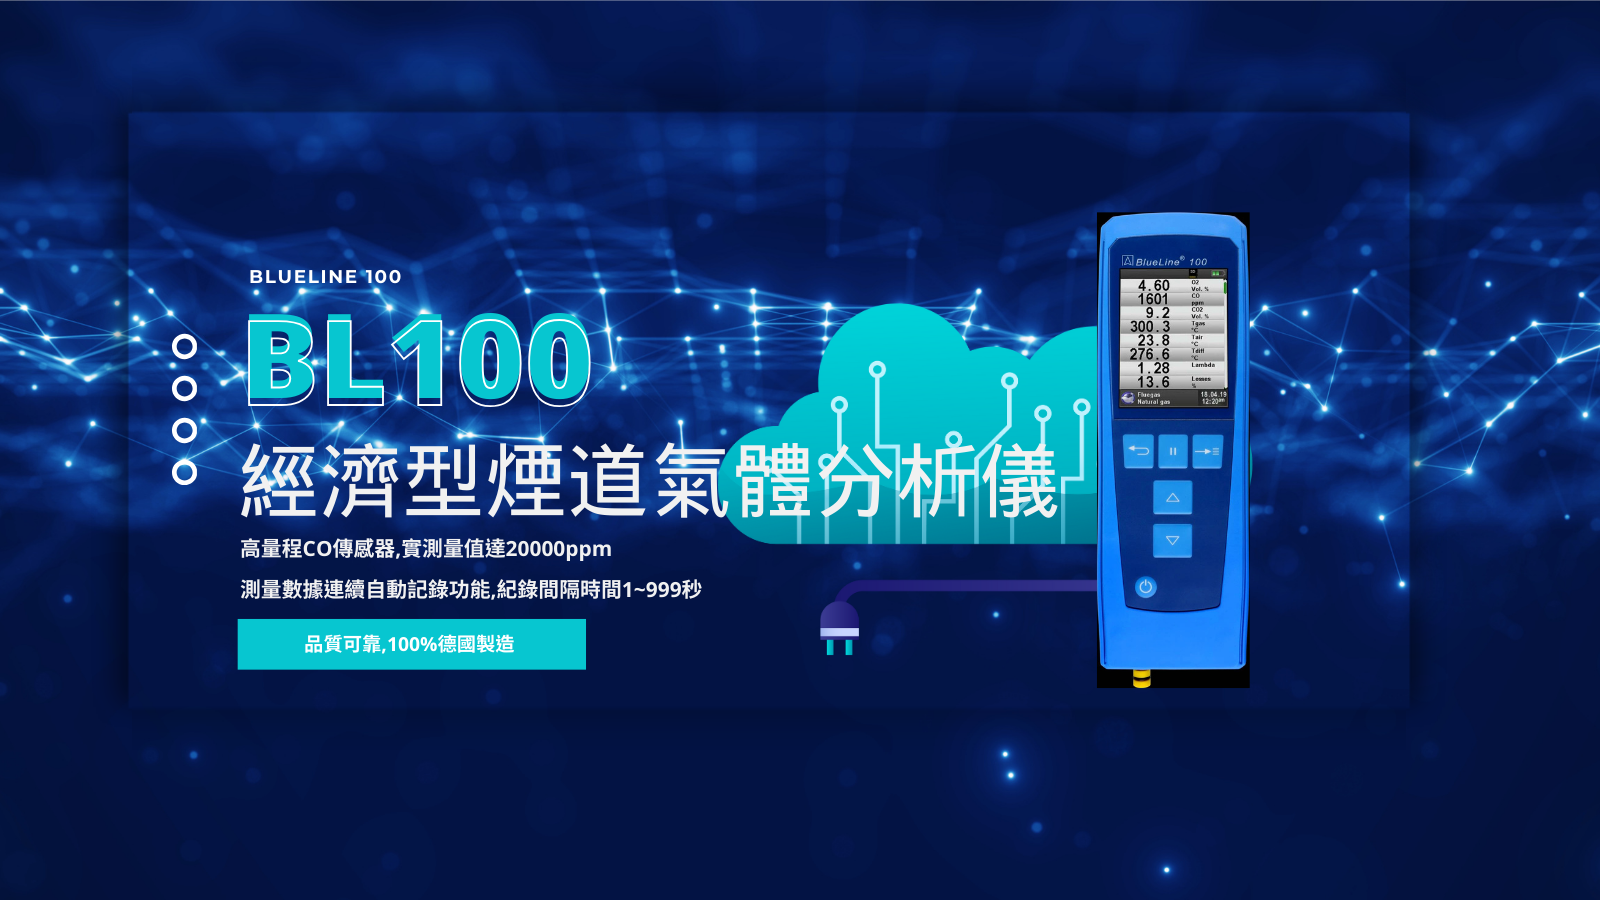 BLUELINE 100
BL100
經濟型煙道氣體分析儀
高量程CO傳感器,實測量值達20000ppm
測量數據連續自動記錄功能,紀錄間隔時間1~999秒
品質可靠,100%德國製造
BlueLine® 100
4.60 O2 Vol. %
1601 CO ppm
9.2 CO2 Vol. %
300.3 Tgas °C
23.8 Tair °C
276.6 Tdiff °C
1.28 Lambda
13.6 Losses %
Fluegas 18.04.19
Natural gas 12:20am